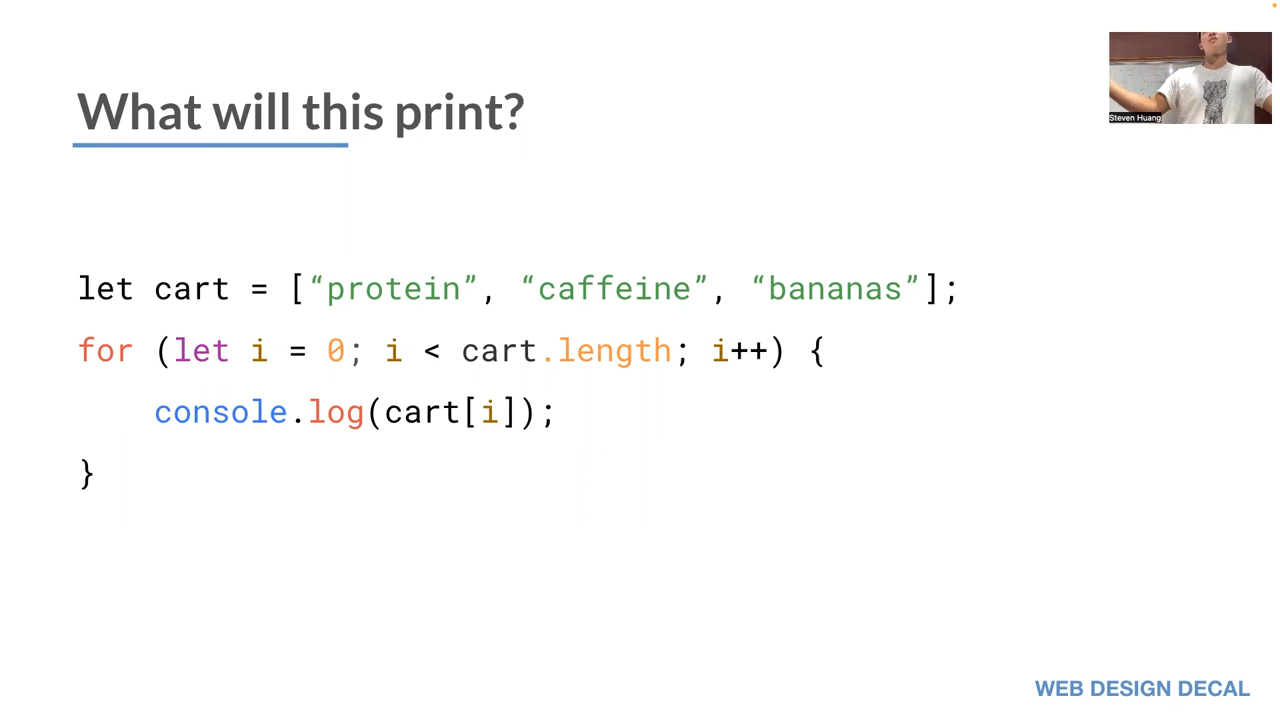 What will this print?
Steven Huang
let cart = [“protein”, “caffeine”, “bananas”];
for (let i = 0; i < cart.length; i++) {
    console.log(cart[i]);
}
WEB DESIGN DECAL